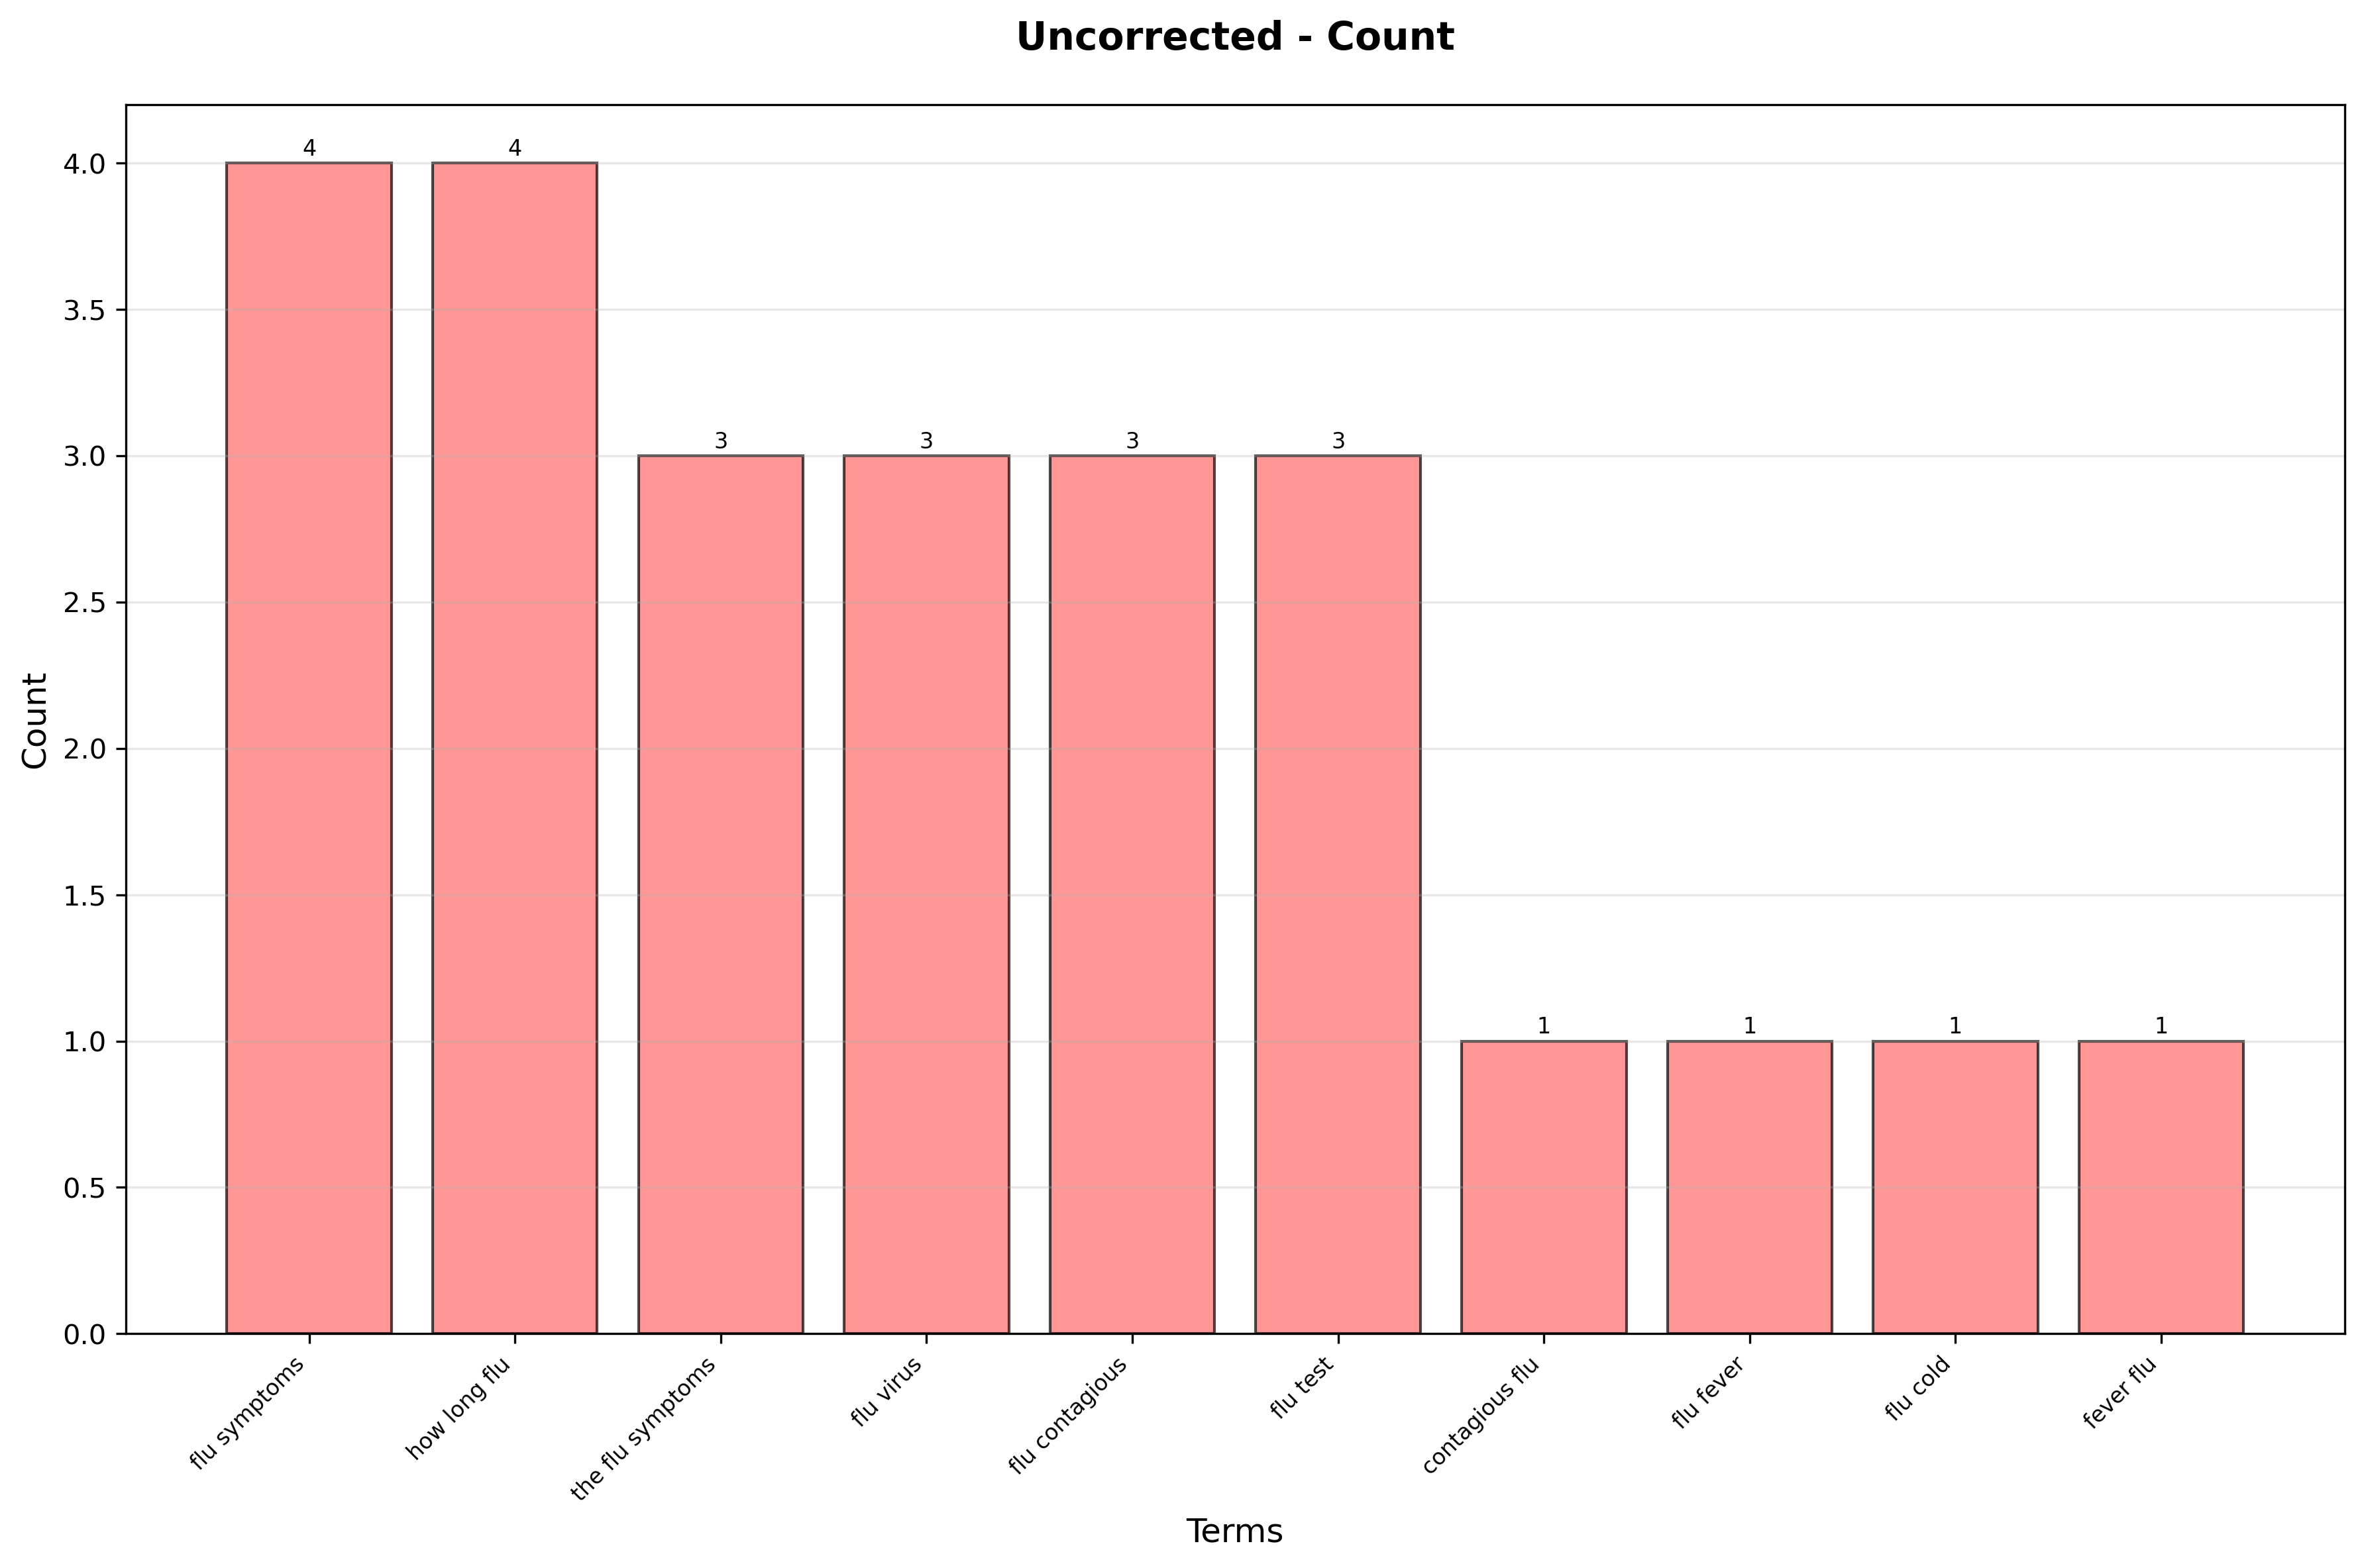 Uncorrected - Count
4
4
3
3
3
3
1
1
1
1
4.0
3.5
3.0
2.5
2.0
1.5
1.0
0.5
0.0
Count
flu symptoms
how long flu
the flu symptoms
flu virus
flu contagious
flu test
contagious flu
flu fever
flu cold
fever flu
Terms